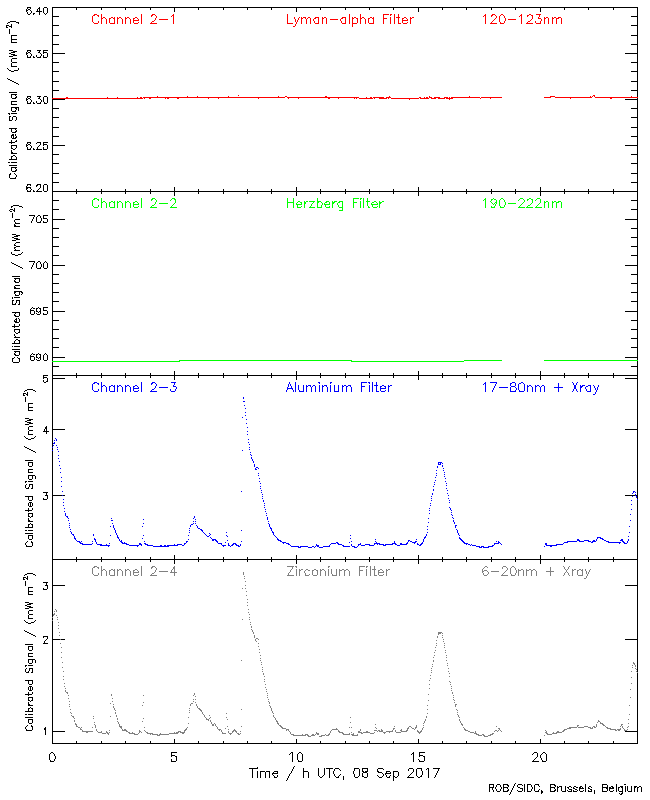 6.40
Channel 2-1 Lyman-alpha Filter 120-123nm
6.35
6.30
6.25
6.20
Calibrated Signal / (mW m⁻²)
Channel 2-2 Herzberg Filter 190-222nm
705
700
695
690
Calibrated Signal / (mW m⁻²)
5
Channel 2-3 Aluminium Filter 17-80nm + Xray
4
3
Calibrated Signal / (mW m⁻²)
Channel 2-4 Zirconium Filter 6-20nm + Xray
3
2
1
Calibrated Signal / (mW m⁻²)
0 5 10 15 20
Time / h UTC, 08 Sep 2017
ROB/SIDC, Brussels, Belgium